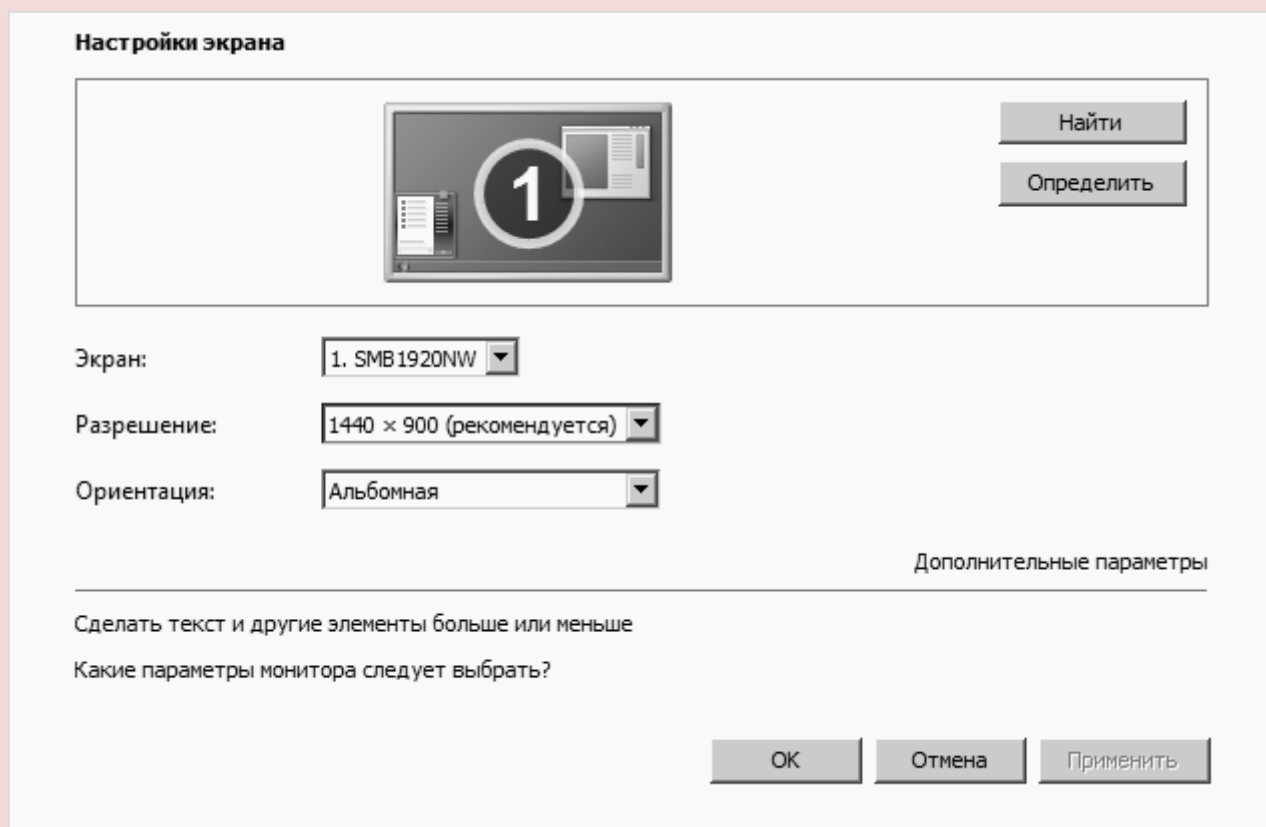 Настройки экрана
1
Найти
Определить
Экран:
1. SMB1920NW
Разрешение:
1440 × 900 (рекомендуется)
Ориентация:
Альбомная
Дополнительные параметры
Сделать текст и другие элементы больше или меньше
Какие параметры монитора следует выбрать?
ОК
Отмена
Применить